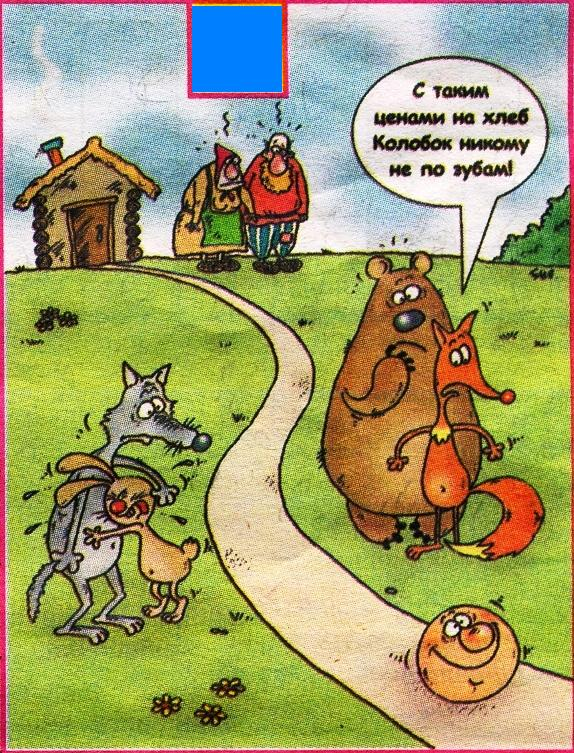 С таким
ценами на хлеб
Колобок никому
не по зубам!